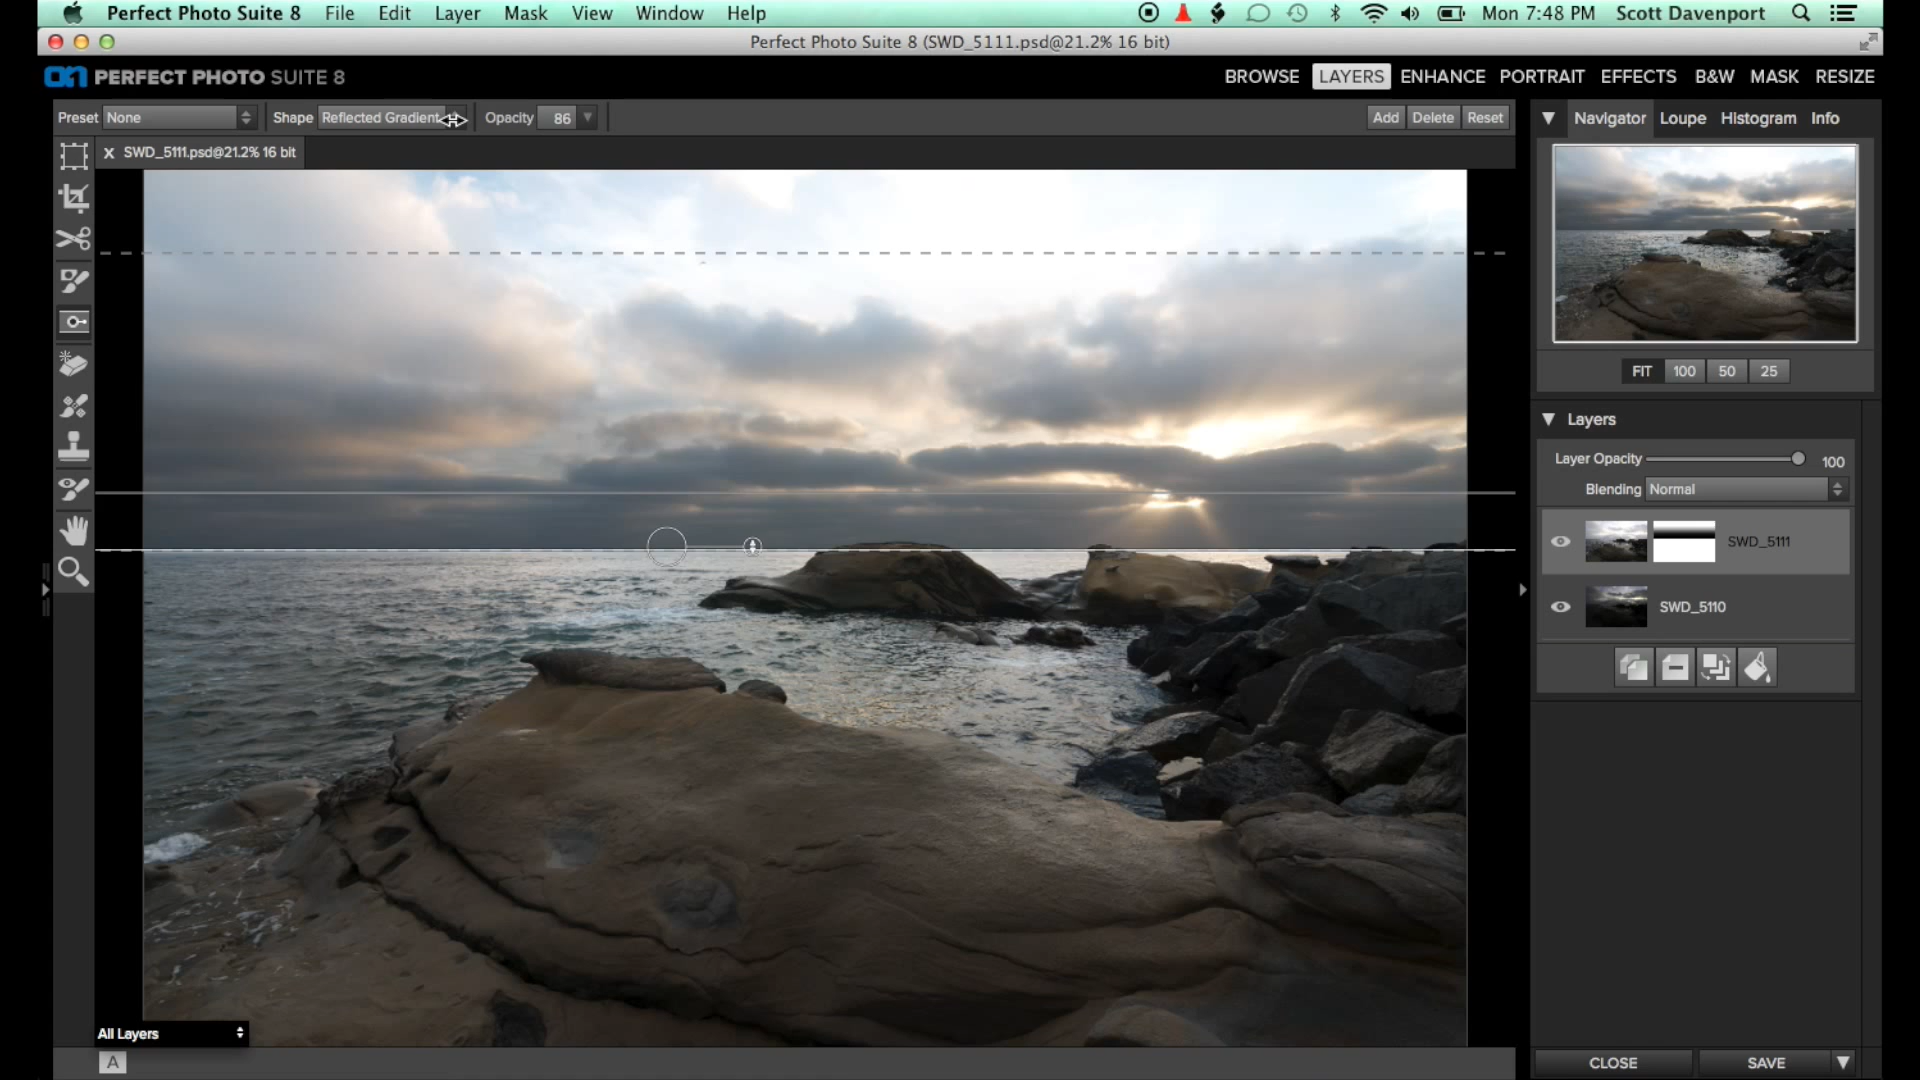 Perfect Photo Suite 8 File Edit Layer Mask View Window Help Mon 7:48 PM Scott Davenport
Perfect Photo Suite 8 (SWD_5111.psd@21.2% 16 bit)
on PERFECT PHOTO SUITE 8 BROWSE LAYERS ENHANCE PORTRAIT EFFECTS B&W MASK RESIZE
Preset None Shape Reflected Gradient Opacity 86 Add Delete Reset
Navigator Loupe Histogram Info
X SWD_5111.psd@21.2% 16 bit
FIT 100 50 25
Layers
Layer Opacity 100
Blending Normal
SWD_5111
SWD_5110
All Layers
A
CLOSE SAVE